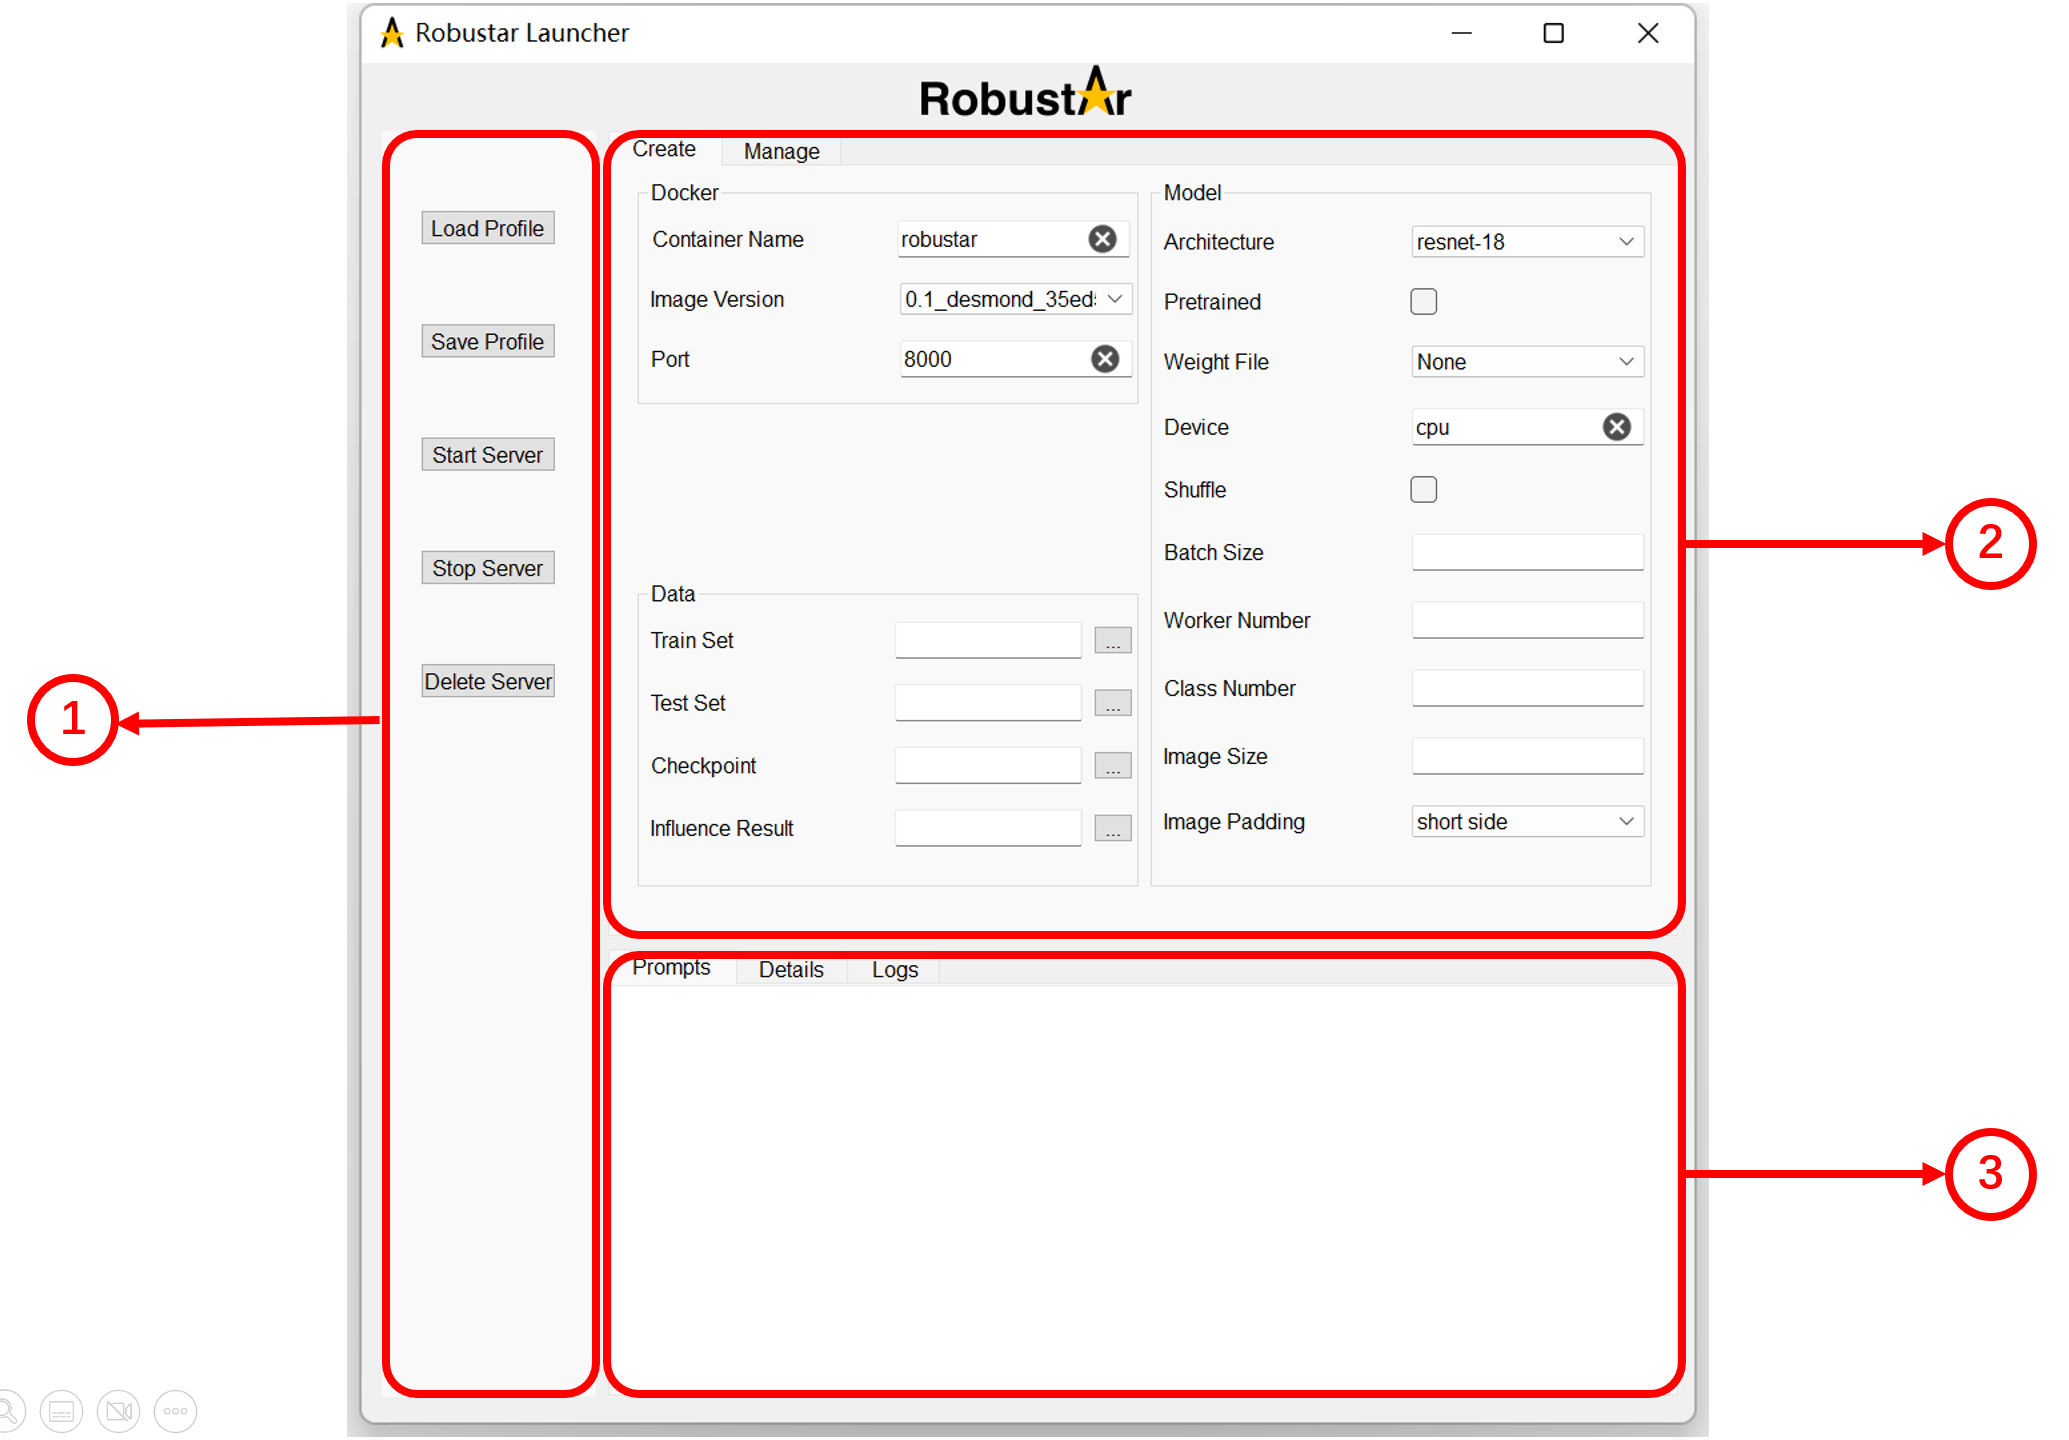 Robustar Launcher
RobustAr
Load Profile
Save Profile
Start Server
Stop Server
Delete Server
1
Create Manage
Docker
Container Name robustar
Image Version 0.1_desmond_35ed
Port 8000
Data
Train Set ...
Test Set ...
Checkpoint ...
Influence Result ...
Model
Architecture resnet-18
Pretrained
Weight File None
Device cpu
Shuffle
Batch Size
Worker Number
Class Number
Image Size
Image Padding short side
2
Prompts Details Logs
3